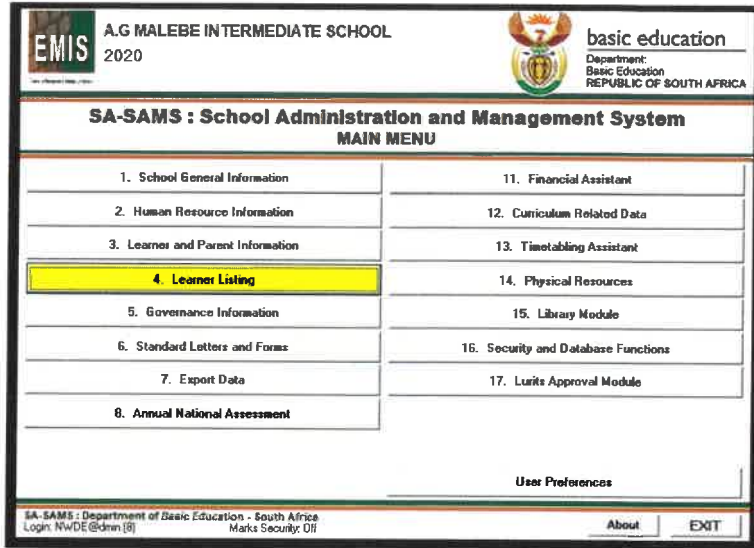 EMIS
A.G MALEBE INTERMEDIATE SCHOOL
2020
basic education
Department:
Basic Education
REPUBLIC OF SOUTH AFRICA
SA-SAMS : School Administration and Management System
MAIN MENU
1. School General Information
2. Human Resource Information
3. Learner and Parent Information
4. Learner Listing
5. Governance Information
6. Standard Letters and Forms
7. Export Data
8. Annual National Assessment
11. Financial Assistant
12. Curriculum Related Data
13. Timetabling Assistant
14. Physical Resources
15. Library Module
16. Security and Database Functions
17. Lurits Approval Module
User Preferences
SA-SAMS : Department of Basic Education - South Africa
Login: NWDE@dmn [8] Marks Security: Off
About EXIT